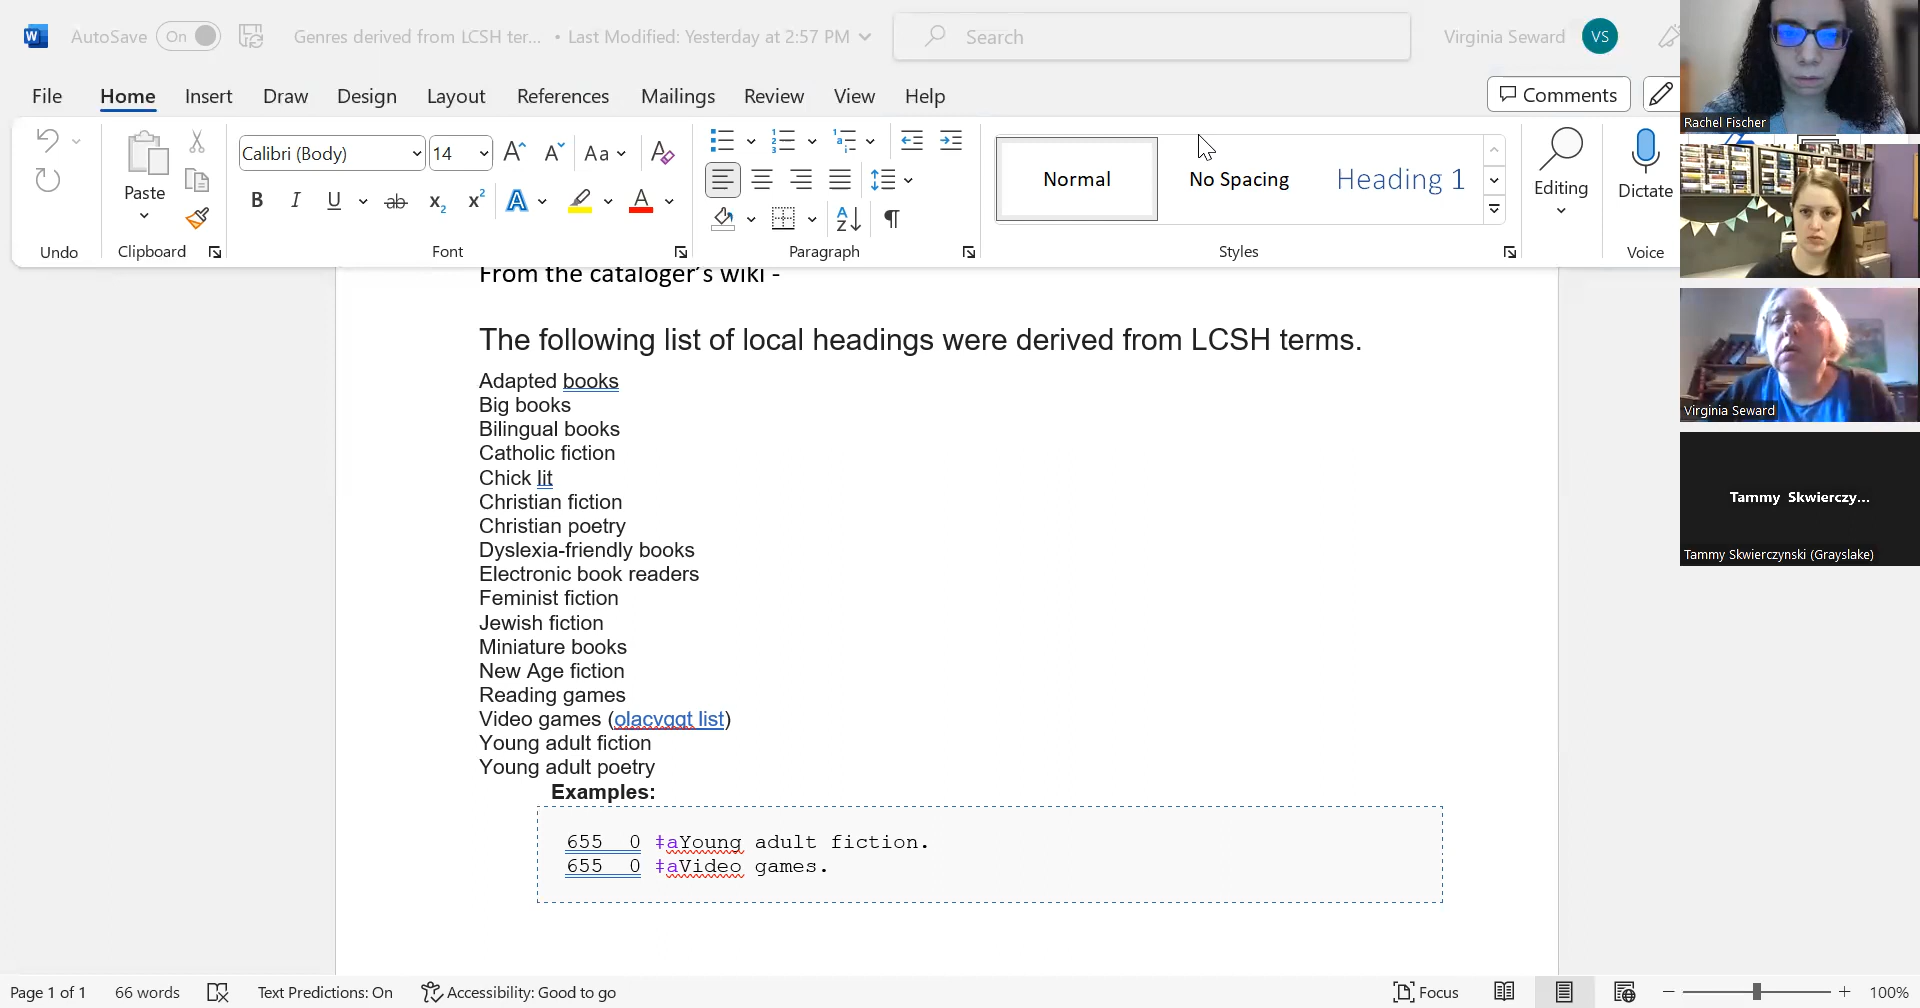 AutoSave On Genres derived from LCSH ter... • Last Modified: Yesterday at 2:57 PM Search Virginia Seward VS
File Home Insert Draw Design Layout References Mailings Review View Help Comments
Calibri (Body) 14 Aa
Paste Normal No Spacing Heading 1 Editing Dictate
B I U ab x2 x2 A A
Undo Clipboard Font Paragraph Styles Voice
From the cataloger's wiki -
The following list of local headings were derived from LCSH terms.
Adapted books
Big books
Bilingual books
Catholic fiction
Chick lit
Christian fiction
Christian poetry
Dyslexia-friendly books
Electronic book readers
Feminist fiction
Jewish fiction
Miniature books
New Age fiction
Reading games
Video games (olacvggt list)
Young adult fiction
Young adult poetry
Examples:
655 0 ‡aYoung adult fiction.
655 0 ‡aVideo games.
Rachel Fischer
Virginia Seward
Tammy Skwierczy...
Tammy Skwierczynski (Grayslake)
Page 1 of 1 66 words Text Predictions: On Accessibility: Good to go Focus 100%